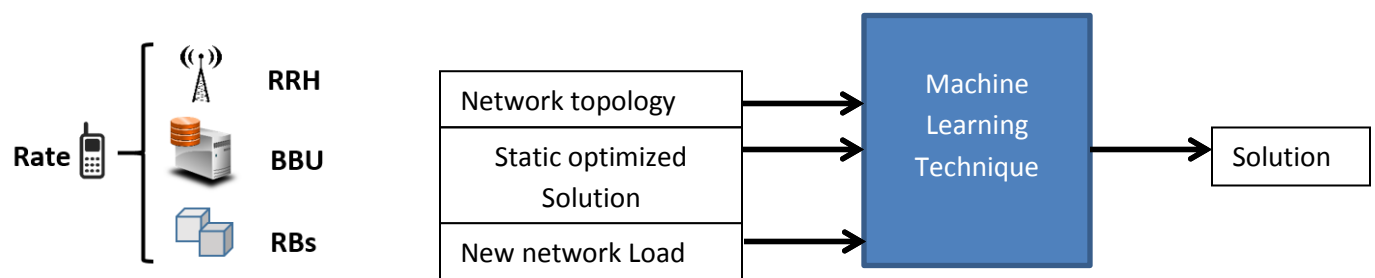 Rate
RRH
BBU
RBs
Network topology
Static optimized
Solution
New network Load
Machine
Learning
Technique
Solution